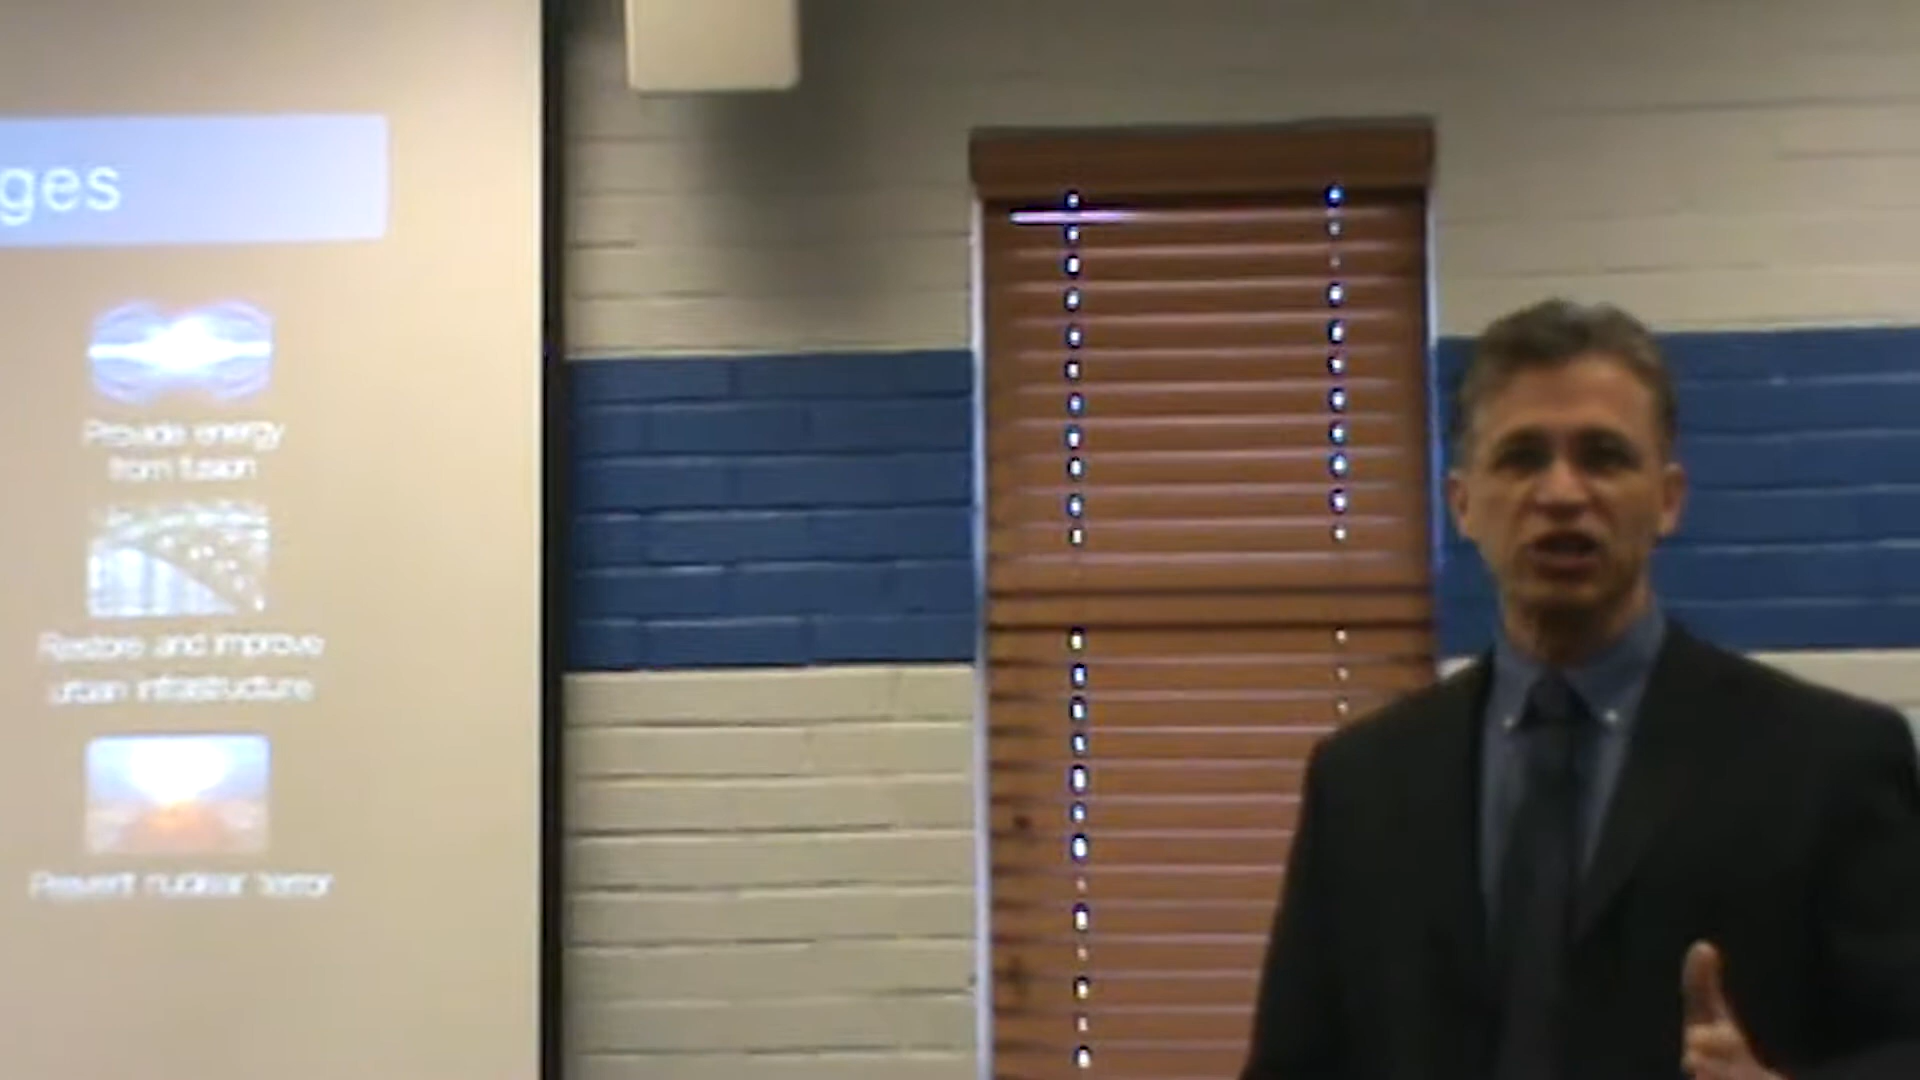 ges
Provide energy
from fusion
Restore and improve
urban infrastructure
Prevent nuclear terror